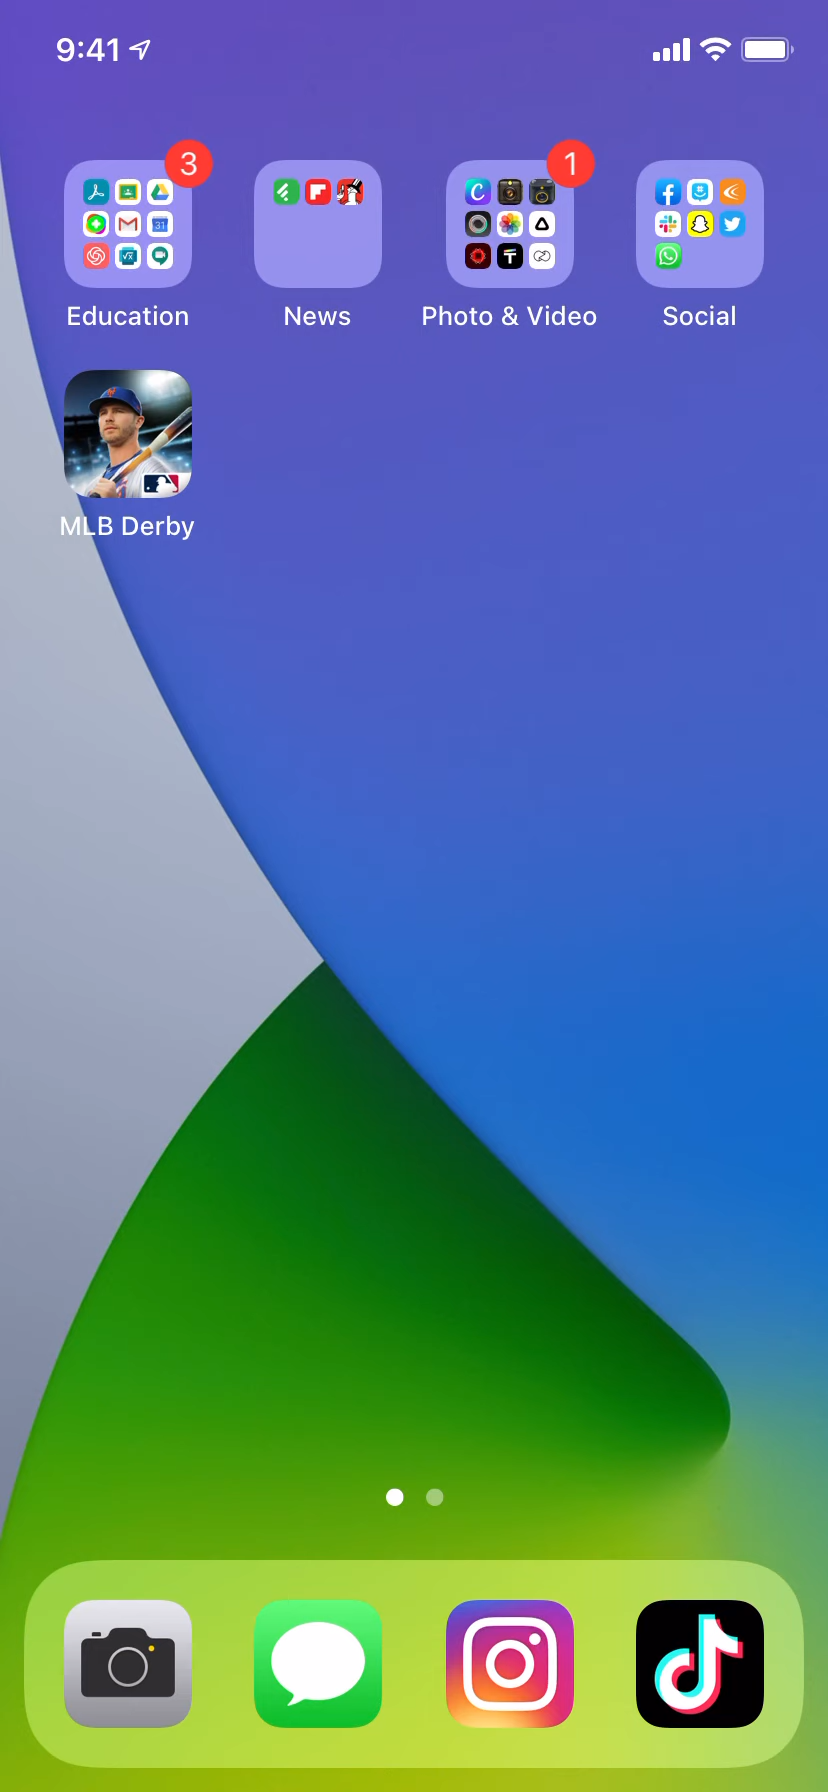 9:41
3
1
Education
News
Photo & Video
Social
MLB Derby